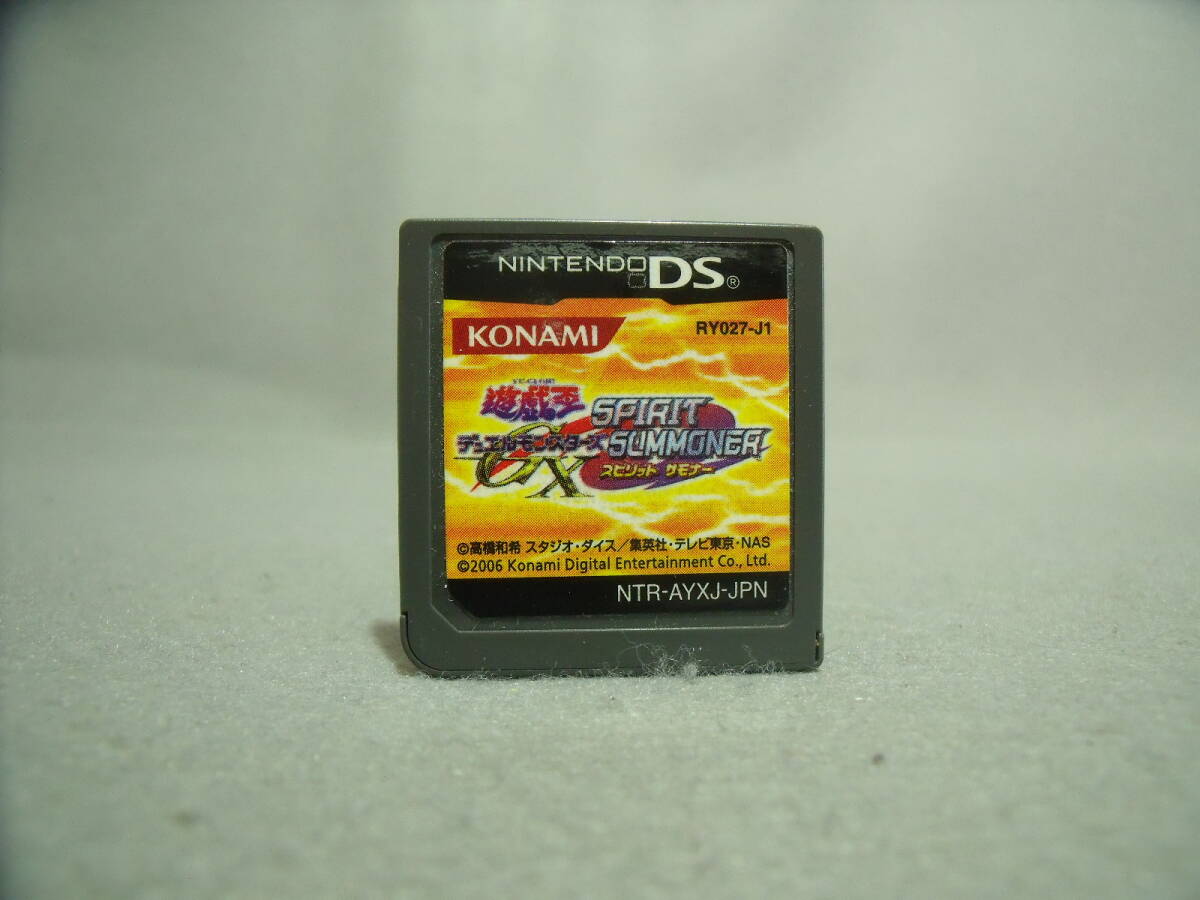 NINTENDO DS®
KONAMI
RY027-J1
遊戯王
SPIRIT
デュエルモンスターズ
SUMMONER
GX
スピリット サモナー
©高橋和希 スタジオ・ダイス／集英社・テレビ東京・NAS
©2006 Konami Digital Entertainment Co., Ltd.
NTR-AYXJ-JPN